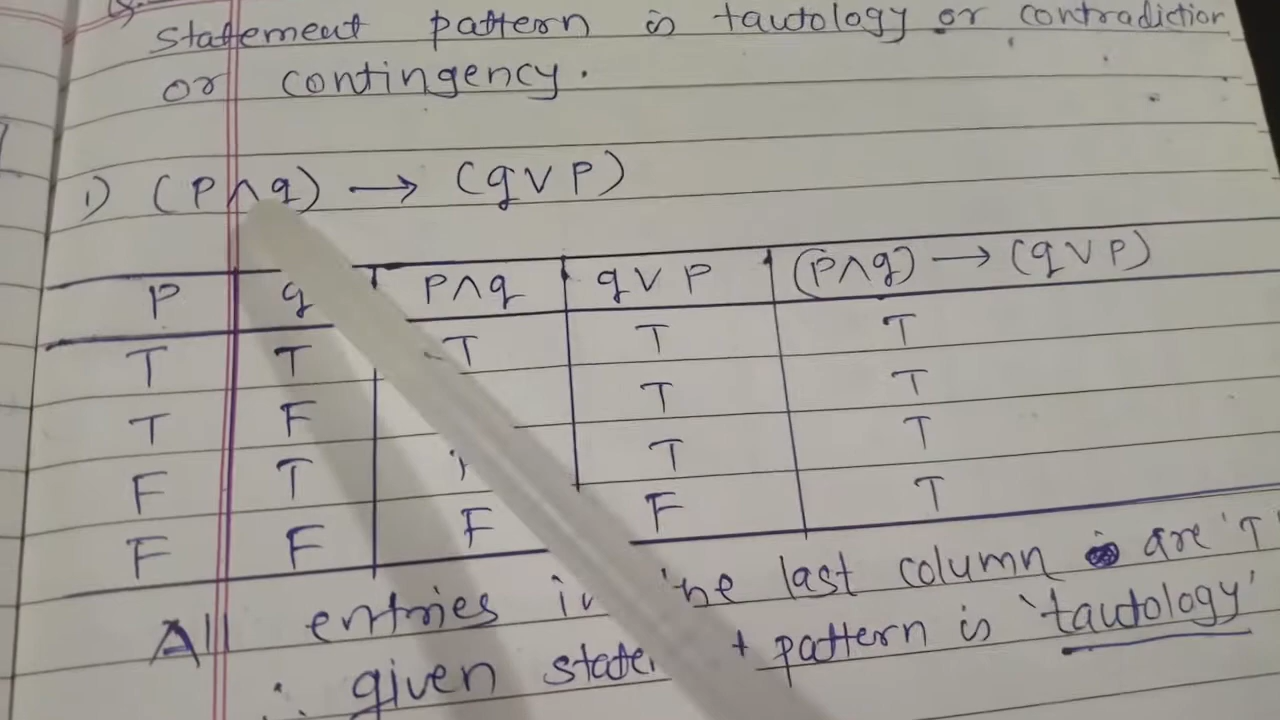 statement pattern is tautology or contradiction
or contingency.
1) (p∧q) → (q∨p)
p q p∧q q∨p (p∧q) → (q∨p)
T T T T T
T F T T
F T T T
F F F F T
All entries in the last column are 'T'
∴ given pattern is 'tautology'